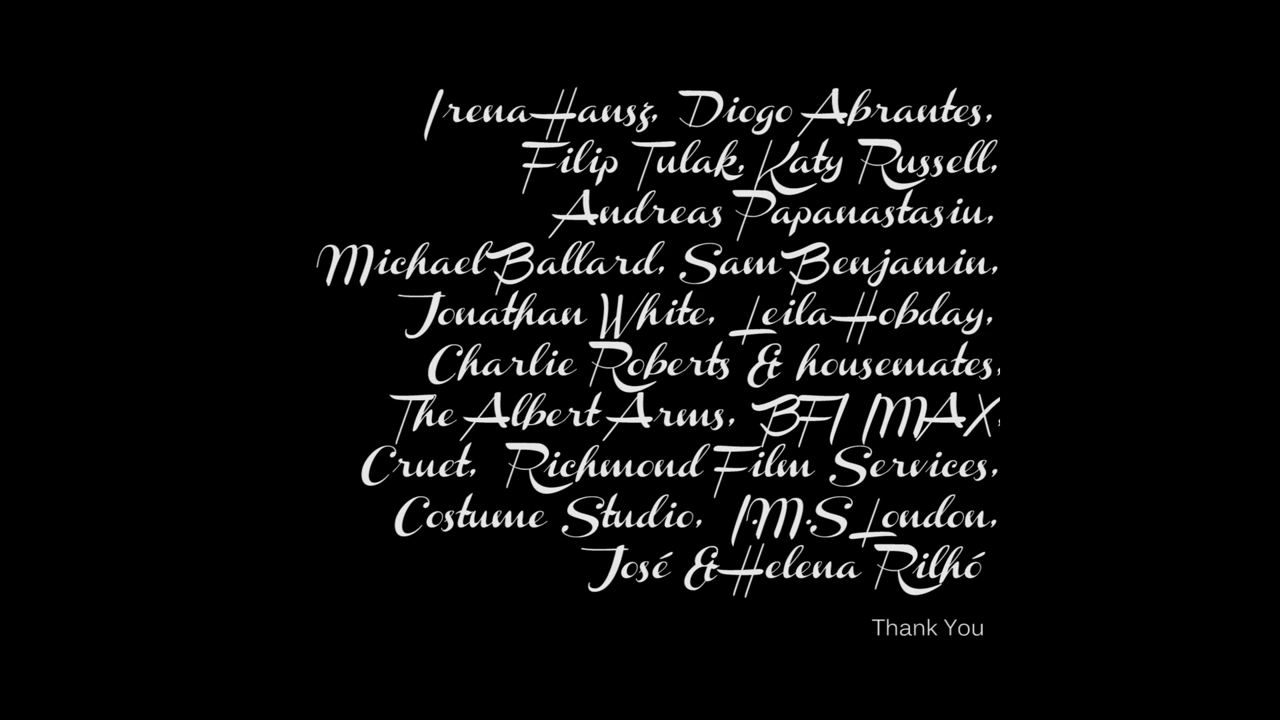 Irena Hansz, Diogo Abrantes,
Filip Tulak, Katy Russell,
Andreas Papanastasiu,
Michael Ballard, Sam Benjamin,
Jonathan White, Leila Hobday,
Charlie Roberts & housemates,
The Albert Arms, BFI IMAX,
Cruet, Richmond Film Services,
Costume Studio, I.M.S London,
José & Helena Rilhó
Thank You